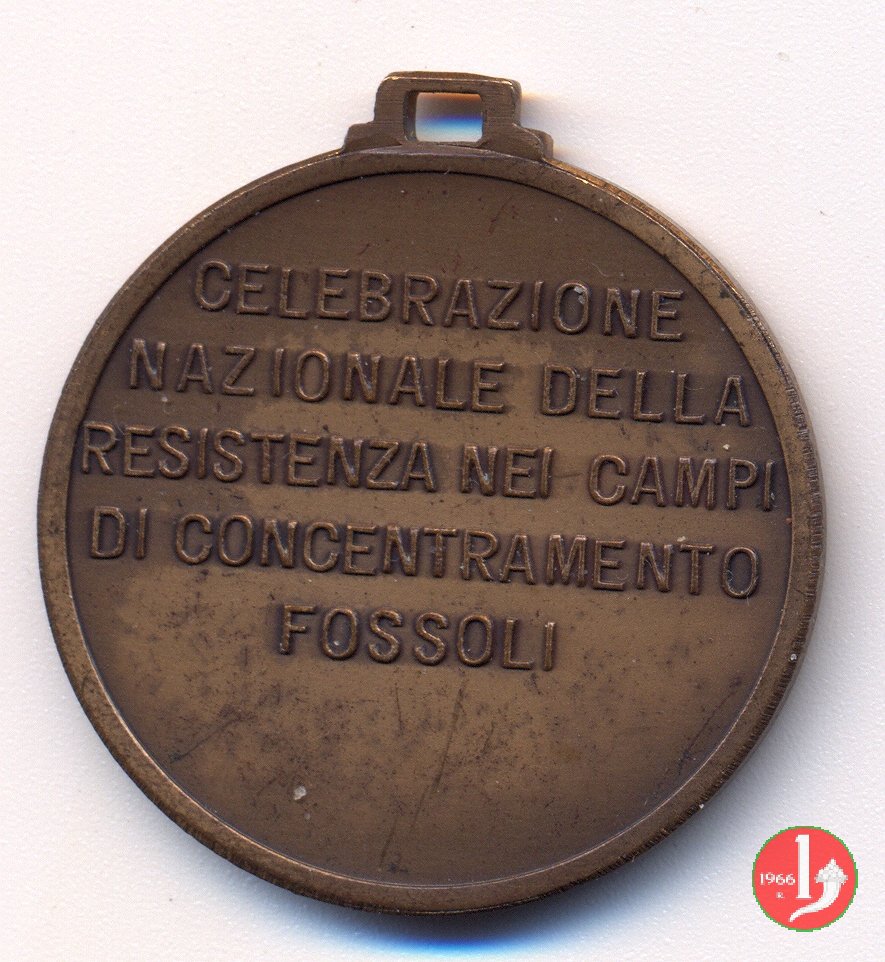 CELEBRAZIONE
NAZIONALE DELLA
RESISTENZA NEI CAMPI
DI CONCENTRAMENTO
FOSSOLI
1966
R.